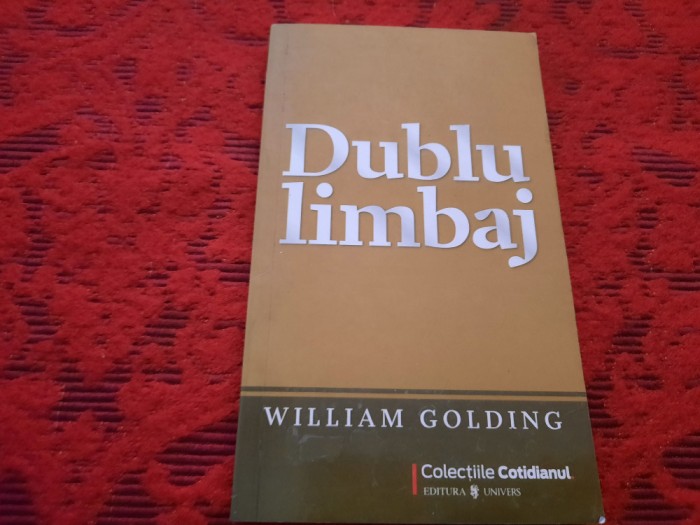 Dublu
limbaj
WILLIAM GOLDING
Colecțiile Cotidianul
EDITURA UNIVERS